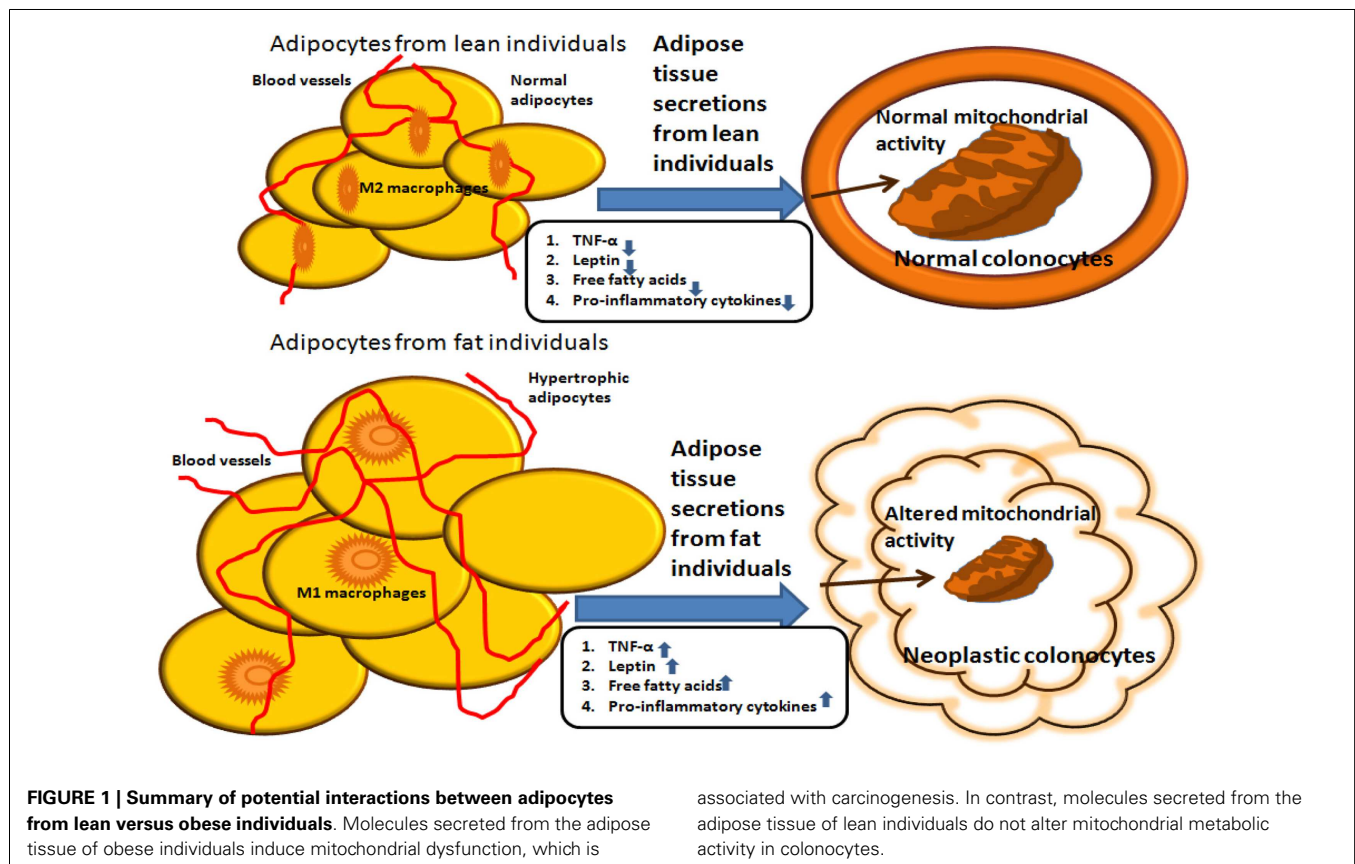 Adipocytes from lean individuals
Blood vessels
Normal
adipocytes
M2 macrophages
Adipose
tissue
secretions
from lean
individuals
1. TNF-α
2. Leptin
3. Free fatty acids
4. Pro-inflammatory cytokines
Normal mitochondrial
activity
Normal colonocytes
Adipocytes from fat individuals
Hypertrophic
adipocytes
Blood vessels
M1 macrophages
Adipose
tissue
secretions
from fat
individuals
1. TNF-α
2. Leptin
3. Free fatty acids
4. Pro-inflammatory cytokines
Altered mitochondrial
activity
Neoplastic colonocytes
FIGURE 1 | Summary of potential interactions between adipocytes
from lean versus obese individuals. Molecules secreted from the adipose
tissue of obese individuals induce mitochondrial dysfunction, which is
associated with carcinogenesis. In contrast, molecules secreted from the
adipose tissue of lean individuals do not alter mitochondrial metabolic
activity in colonocytes.